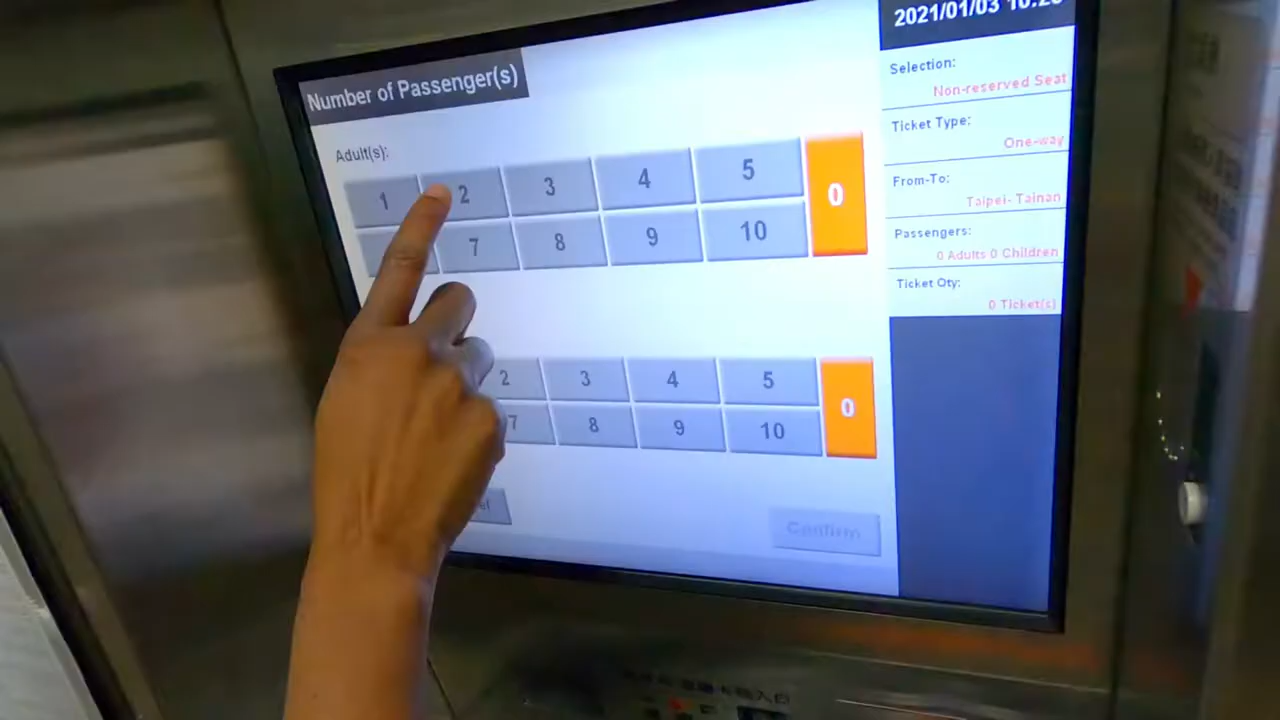 2021/01/03
Number of Passenger(s)
Selection:
Non-reserved Seat
Ticket Type:
One-way
From-To:
Taipei- Tainan
Passengers:
0 Adults 0 Children
Ticket Qty:
0 Ticket(s)
Adult(s):
1 2 3 4 5
0
7 8 9 10
2 3 4 5
0
7 8 9 10
Confirm